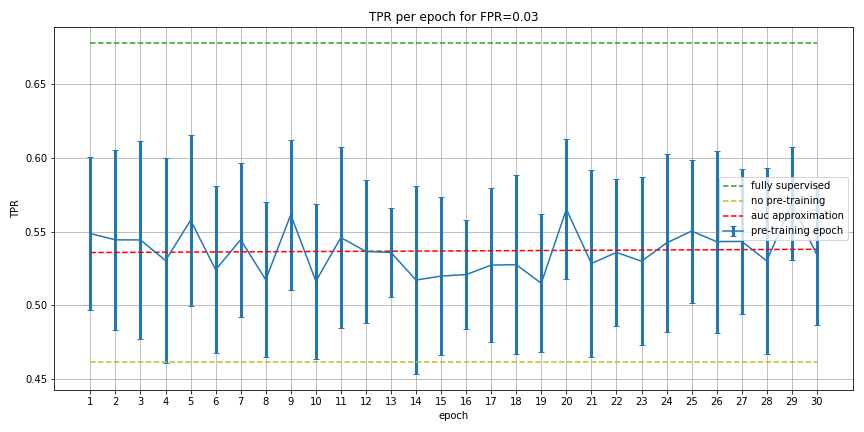 TPR per epoch for FPR=0.03
TPR
0.65
0.60
0.55
0.50
0.45
fully supervised
no pre-training
auc approximation
pre-training epoch
1 2 3 4 5 6 7 8 9 10 11 12 13 14 15 16 17 18 19 20 21 22 23 24 25 26 27 28 29 30
epoch